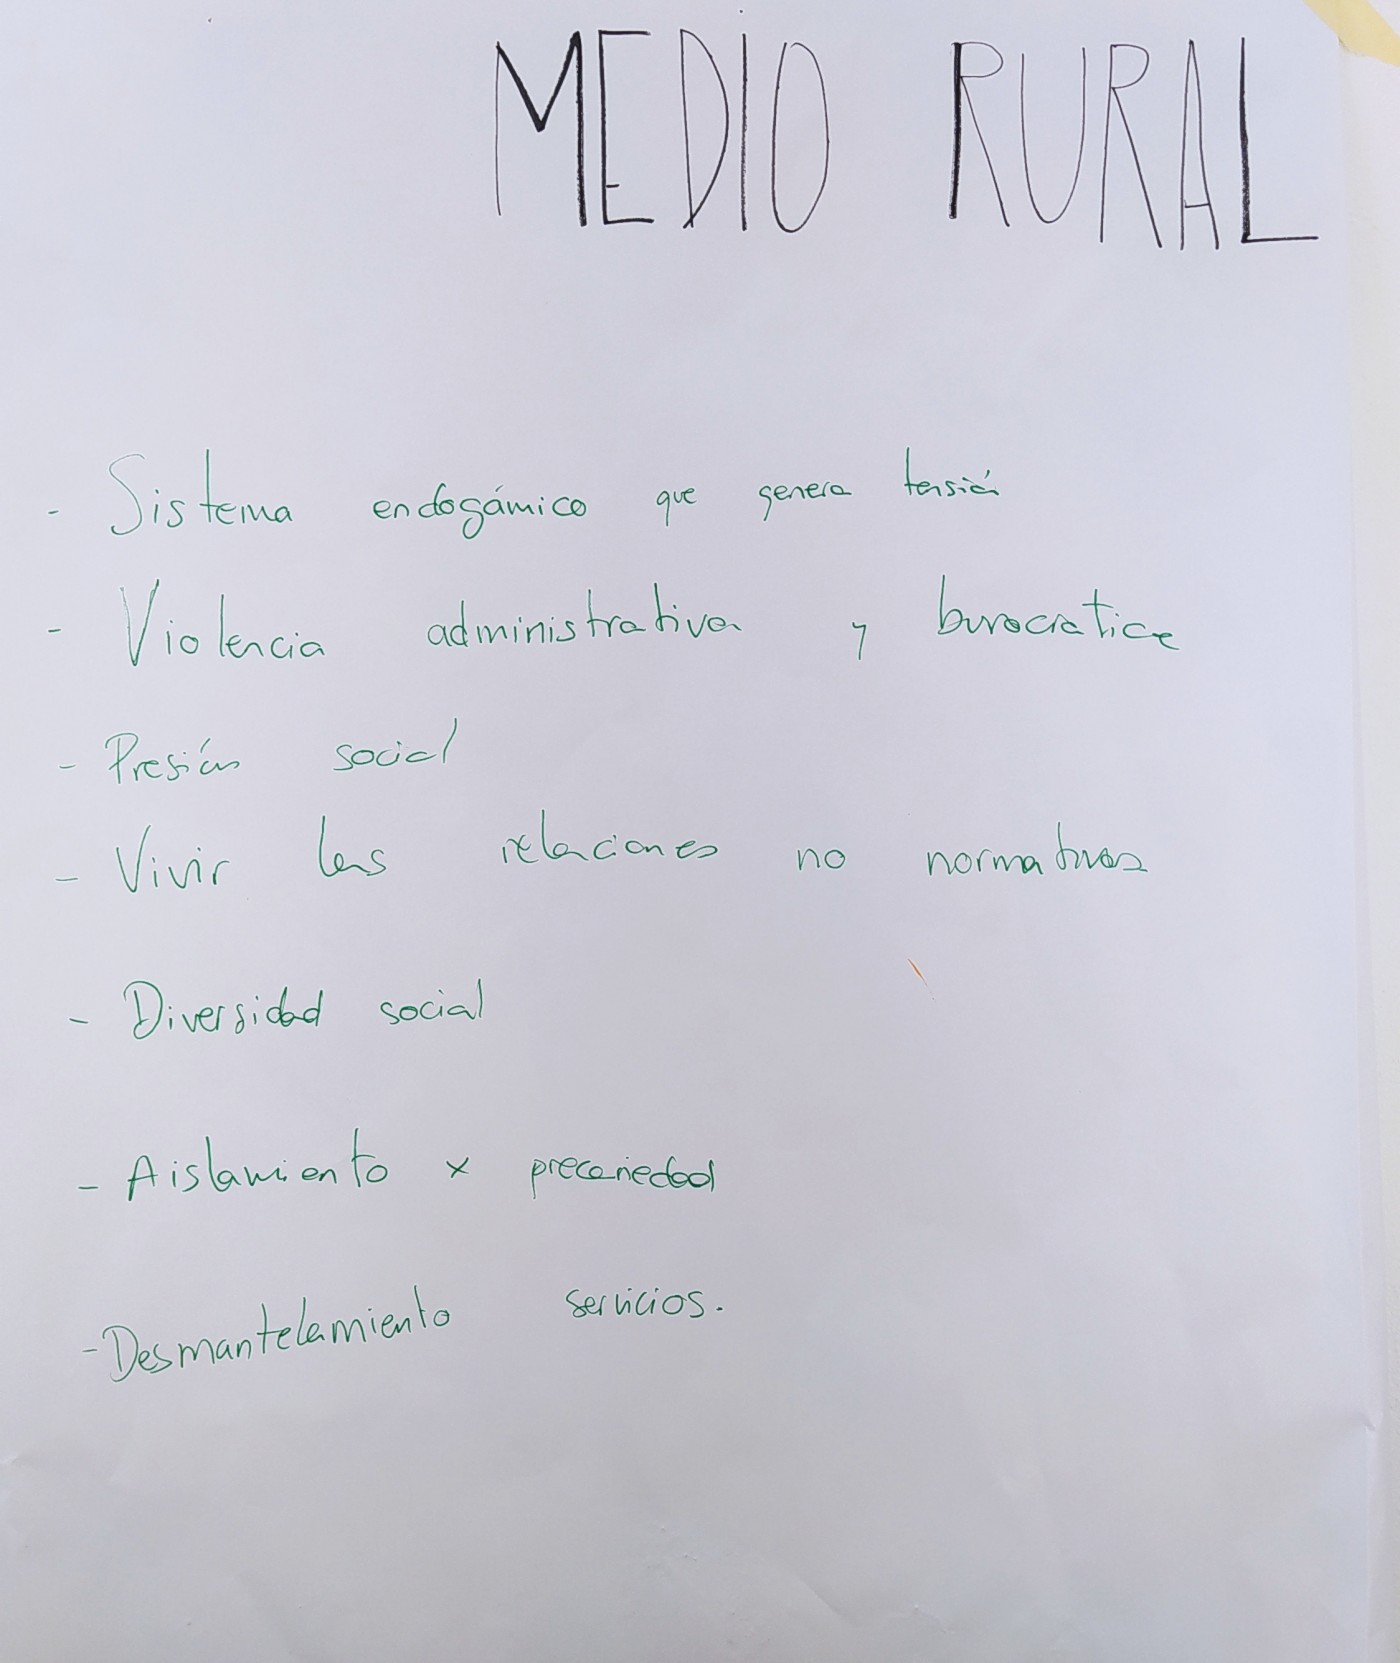 MEDIO RURAL
- Sistema endogámico que genera tensión
- Violencia administrativa y burocratica
- Presión social
- Vivir las relaciones no normativas
- Diversidad social
- Aislamiento x precariedad
- Desmantelamiento servicios.